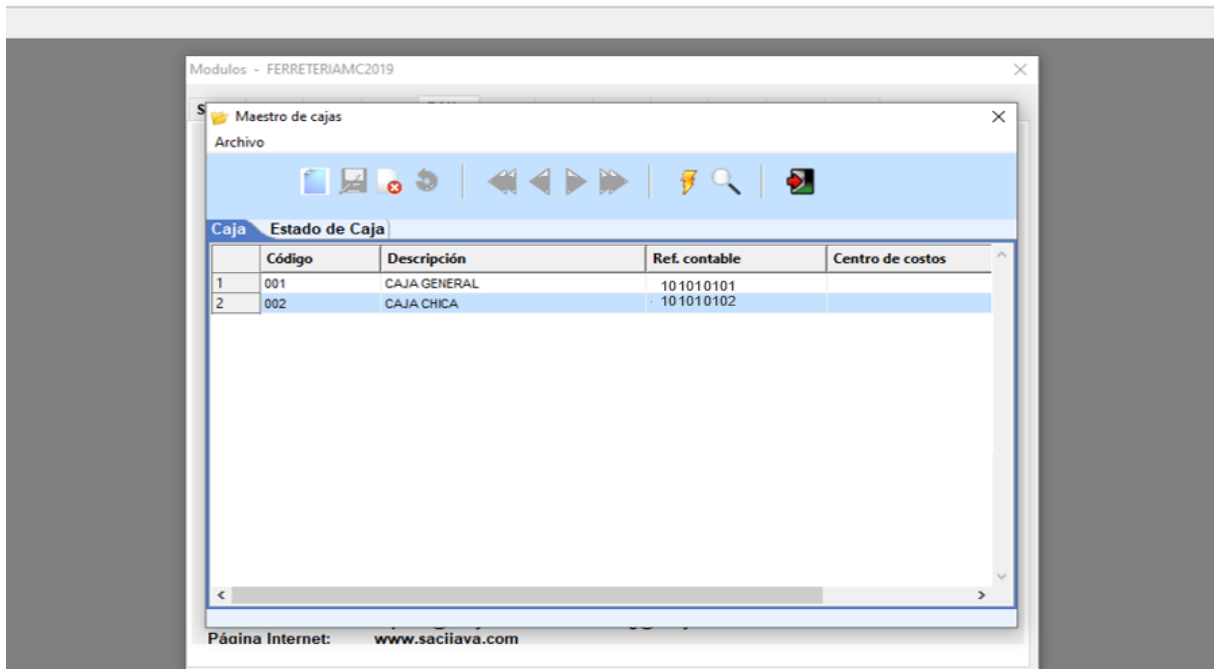 Modulos - FERRETERIAMC2019
S
Maestro de cajas
Archivo
Caja Estado de Caja
Código Descripción Ref. contable Centro de costos
1 001 CAJA GENERAL 101010101
2 002 CAJA CHICA 101010102
Página Internet: www.saciiava.com